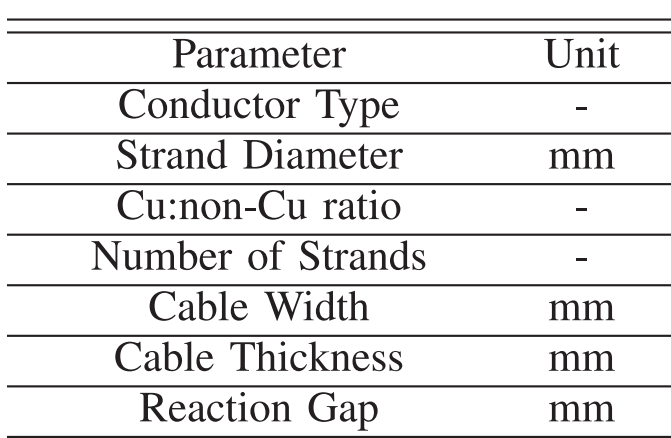 Parameter Unit
Conductor Type -
Strand Diameter mm
Cu:non-Cu ratio -
Number of Strands -
Cable Width mm
Cable Thickness mm
Reaction Gap mm